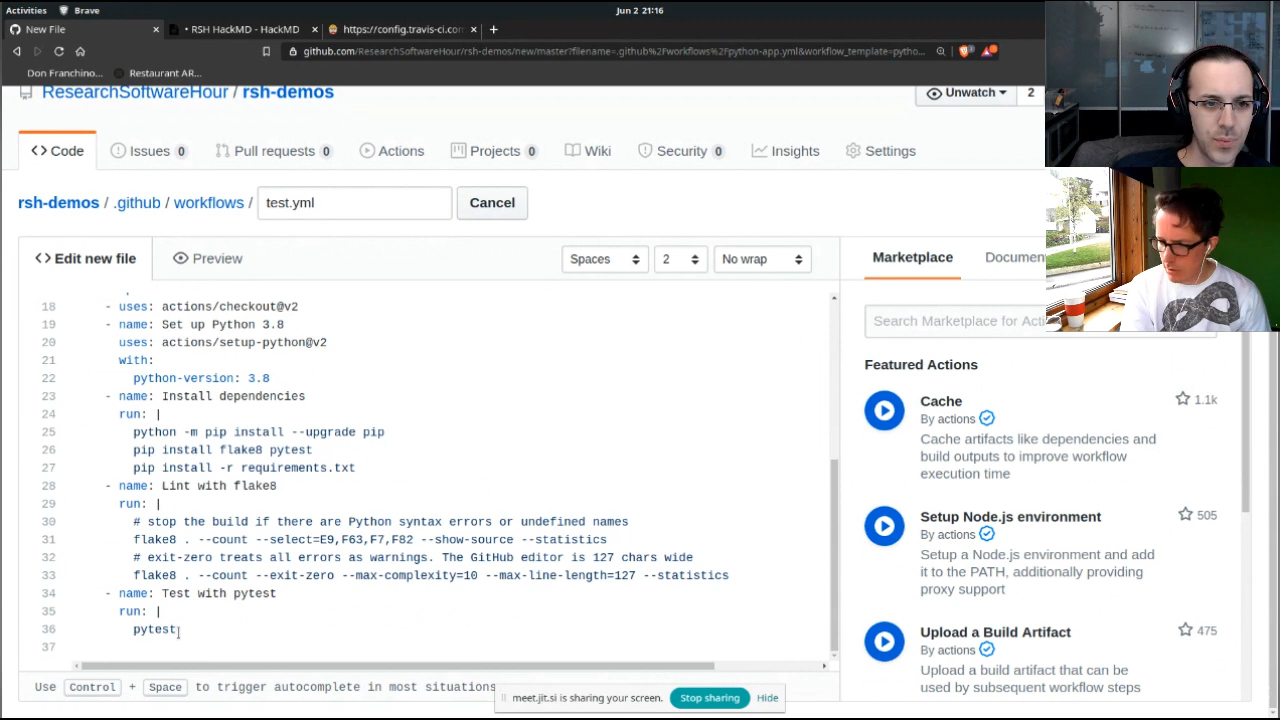 Activities
Brave
Jun 2 21:16
New File
RSH HackMD - HackMD
https://config.travis-ci.com
github.com/ResearchSoftwareHour/rsh-demos/new/master?filename=.github%2Fworkflows%2Fpython-app.yml&workflow_template=pytho...
Don Franchino...
Restaurant AR...
ResearchSoftwareHour / rsh-demos
Unwatch
2
Code
Issues 0
Pull requests 0
Actions
Projects 0
Wiki
Security 0
Insights
Settings
rsh-demos / .github / workflows / test.yml
Cancel
Edit new file
Preview
Spaces
2
No wrap
18 - uses: actions/checkout@v2
19 - name: Set up Python 3.8
20 uses: actions/setup-python@v2
21 with:
22 python-version: 3.8
23 - name: Install dependencies
24 run: |
25 python -m pip install --upgrade pip
26 pip install flake8 pytest
27 pip install -r requirements.txt
28 - name: Lint with flake8
29 run: |
30 # stop the build if there are Python syntax errors or undefined names
31 flake8 . --count --select=E9,F63,F7,F82 --show-source --statistics
32 # exit-zero treats all errors as warnings. The GitHub editor is 127 chars wide
33 flake8 . --count --exit-zero --max-complexity=10 --max-line-length=127 --statistics
34 - name: Test with pytest
35 run: |
36 pytest
37
Use Control + Space to trigger autocomplete in most situations
Marketplace
Documen
Search Marketplace for Acti
Featured Actions
Cache
1.1k
By actions
Cache artifacts like dependencies and
build outputs to improve workflow
execution time
Setup Node.js environment
505
By actions
Setup a Node.js environment and add
it to the PATH, additionally providing
proxy support
Upload a Build Artifact
475
By actions
Upload a build artifact that can be
used by subsequent workflow steps
meet.jit.si is sharing your screen.
Stop sharing
Hide